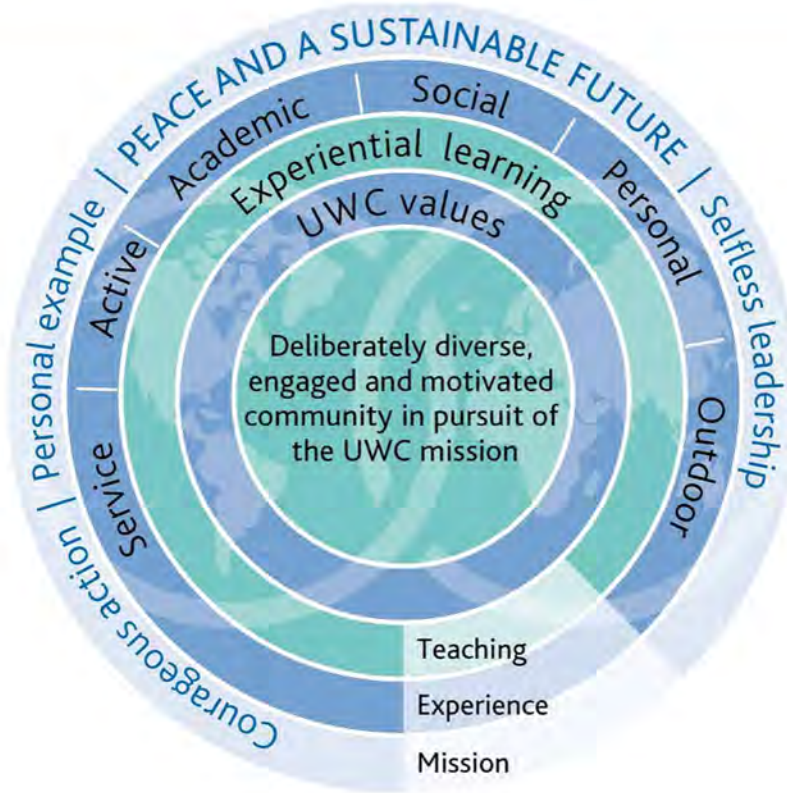 Courageous action | Personal example | PEACE AND A SUSTAINABLE FUTURE | Selfless leadership
Service
Active
Academic
Social
Personal
Outdoor
Experiential learning
UWC values
Deliberately diverse,
engaged and motivated
community in pursuit of
the UWC mission
Teaching
Experience
Mission